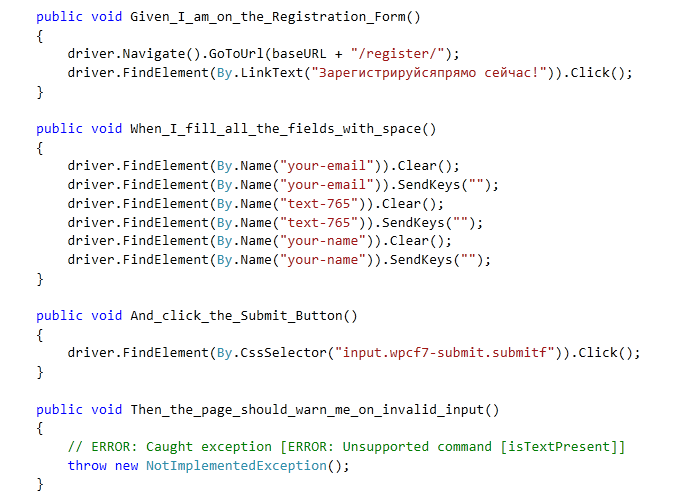 public void Given_I_am_on_the_Registration_Form()
{
    driver.Navigate().GoToUrl(baseURL + "/register/");
    driver.FindElement(By.LinkText("Зарегистрируйсяпрямо сейчас!")).Click();
}
public void When_I_fill_all_the_fields_with_space()
{
    driver.FindElement(By.Name("your-email")).Clear();
    driver.FindElement(By.Name("your-email")).SendKeys("");
    driver.FindElement(By.Name("text-765")).Clear();
    driver.FindElement(By.Name("text-765")).SendKeys("");
    driver.FindElement(By.Name("your-name")).Clear();
    driver.FindElement(By.Name("your-name")).SendKeys("");
}
public void And_click_the_Submit_Button()
{
    driver.FindElement(By.CssSelector("input.wpcf7-submit.submitf")).Click();
}
public void Then_the_page_should_warn_me_on_invalid_input()
{
    // ERROR: Caught exception [ERROR: Unsupported command [isTextPresent]]
    throw new NotImplementedException();
}